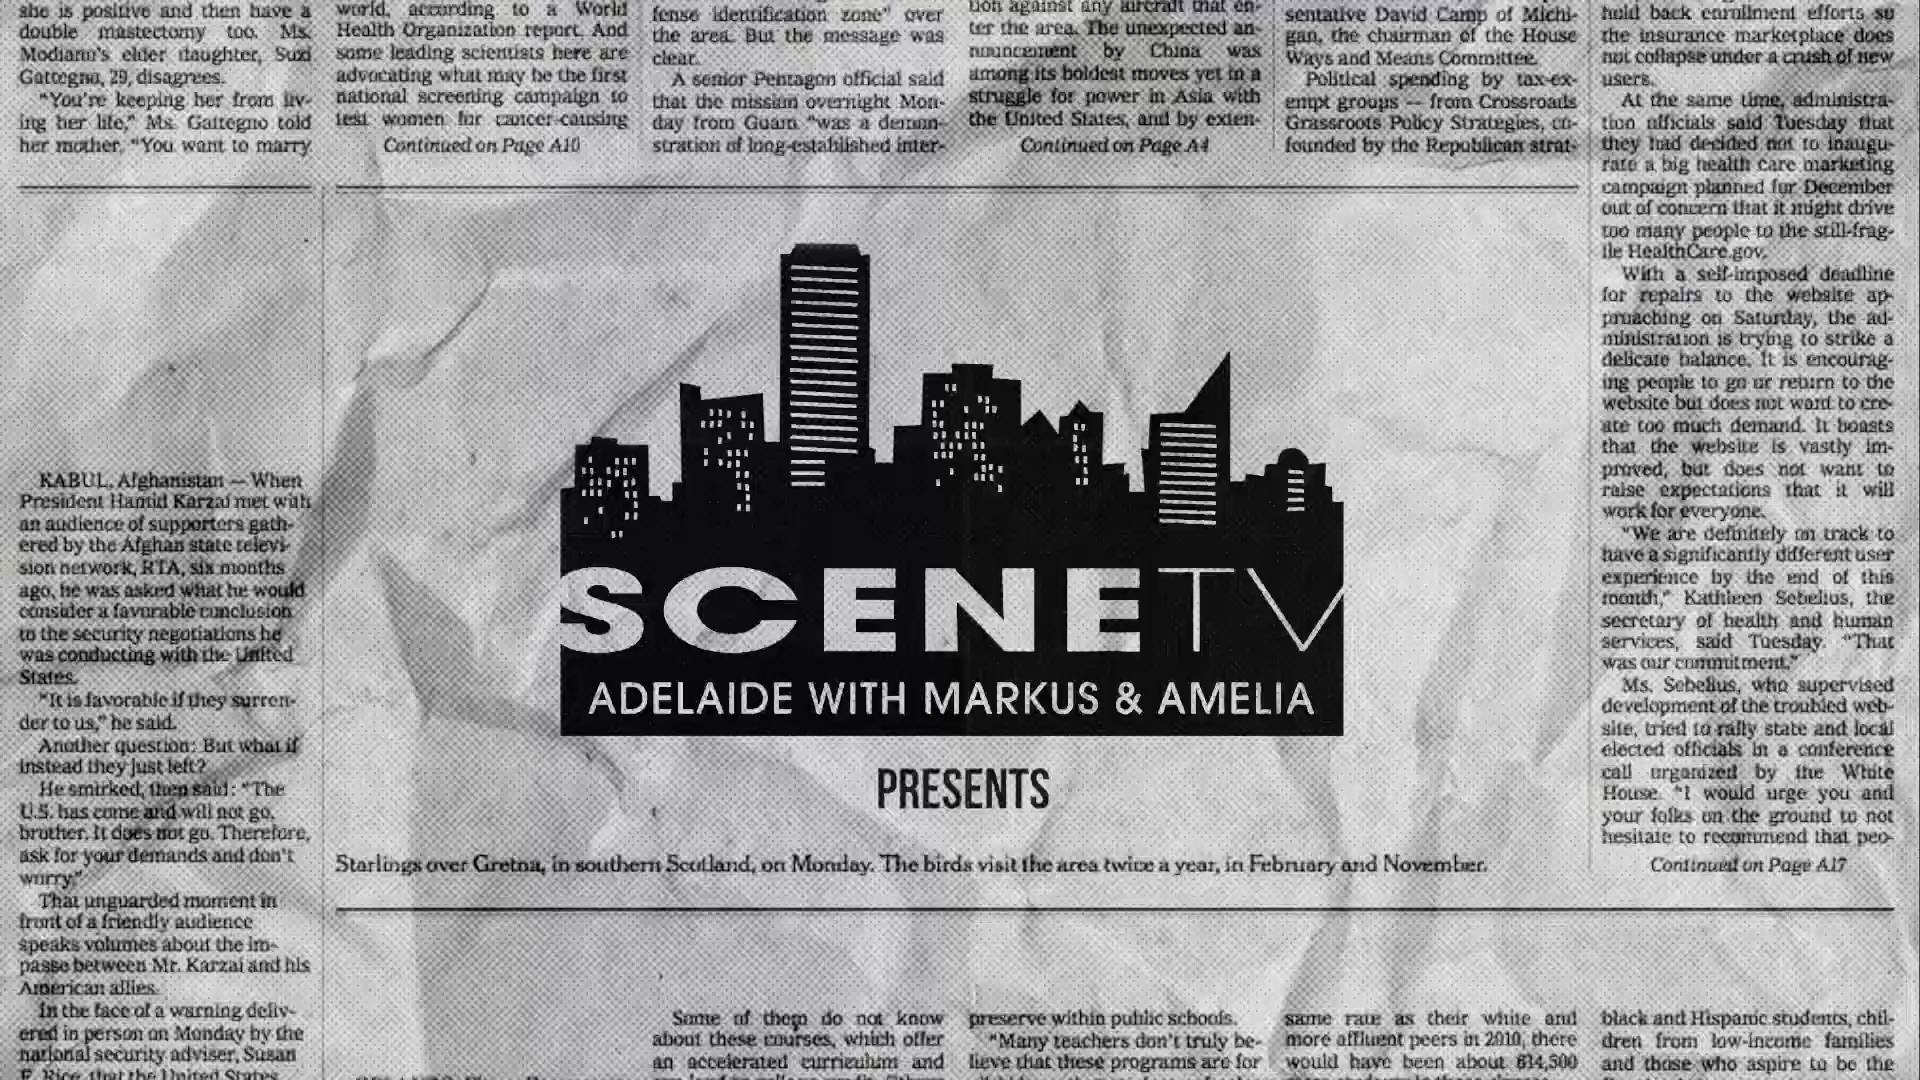 she is positive and then have a
double mastectomy too. Ms.
Modiano's elder daughter, Suzi
Gattegno, 29, disagrees.
"You're keeping her from liv-
ing her life," Ms. Gattegno told
her mother. "You want to marry
world, according to a World
Health Organization report. And
some leading scientists here are
advocating what may be the first
national screening campaign to
test women for cancer-causing
Continued on Page A10
fense identification zone" over
the area. But the message was
clear.
A senior Pentagon official said
that the mission overnight Mon-
day from Guam "was a demon-
stration of long-established inter-
tion against any aircraft that en-
ter the area. The unexpected an-
nouncement by China was
among its boldest moves yet in a
struggle for power in Asia with
the United States, and by exten-
Continued on Page A4
sentative David Camp of Michi-
gan, the chairman of the House
Ways and Means Committee.
Political spending by tax-ex-
empt groups — from Crossroads
Grassroots Policy Strategies, co-
founded by the Republican strat-
hold back enrollment efforts so
the insurance marketplace does
not collapse under a crush of new
users.
At the same time, administra-
tion officials said Tuesday that
they had decided not to inaugu-
rate a big health care marketing
campaign planned for December
out of concern that it might drive
too many people to the still-frag-
ile HealthCare.gov.
With a self-imposed deadline
for repairs to the website ap-
proaching on Saturday, the ad-
ministration is trying to strike a
delicate balance. It is encourag-
ing people to go or return to the
website but does not want to cre-
ate too much demand. It boasts
that the website is vastly im-
proved, but does not want to
raise expectations that it will
work for everyone.
"We are definitely on track to
have a significantly different user
experience by the end of this
month," Kathleen Sebelius, the
secretary of health and human
services, said Tuesday. "That
was our commitment."
Ms. Sebelius, who supervised
development of the troubled web-
site, tried to rally state and local
elected officials in a conference
call organized by the White
House. "I would urge you and
your folks on the ground to not
hesitate to recommend that peo-
Continued on Page A17
KABUL, Afghanistan — When
President Hamid Karzai met with
an audience of supporters gath-
ered by the Afghan state televi-
sion network, RTA, six months
ago, he was asked what he would
consider a favorable conclusion
to the security negotiations he
was conducting with the United
States.
"It is favorable if they surren-
der to us," he said.
Another question: But what if
instead they just left?
He smirked, then said: "The
U.S. has come and will not go,
brother. It does not go. Therefore,
ask for your demands and don't
worry."
That unguarded moment in
front of a friendly audience
speaks volumes about the im-
passe between Mr. Karzai and his
American allies.
In the face of a warning deliv-
ered in person on Monday by the
national security adviser, Susan
E. Rice, that the United States
SCENETV
ADELAIDE WITH MARKUS & AMELIA
PRESENTS
Starlings over Gretna, in southern Scotland, on Monday. The birds visit the area twice a year, in February and November.
Some of them do not know
about these courses, which offer
an accelerated curriculum and
preserve within public schools.
"Many teachers don't truly be-
lieve that these programs are for
same rate as their white and
more affluent peers in 2010, there
would have been about 614,500
black and Hispanic students, chil-
dren from low-income families
and those who aspire to be the